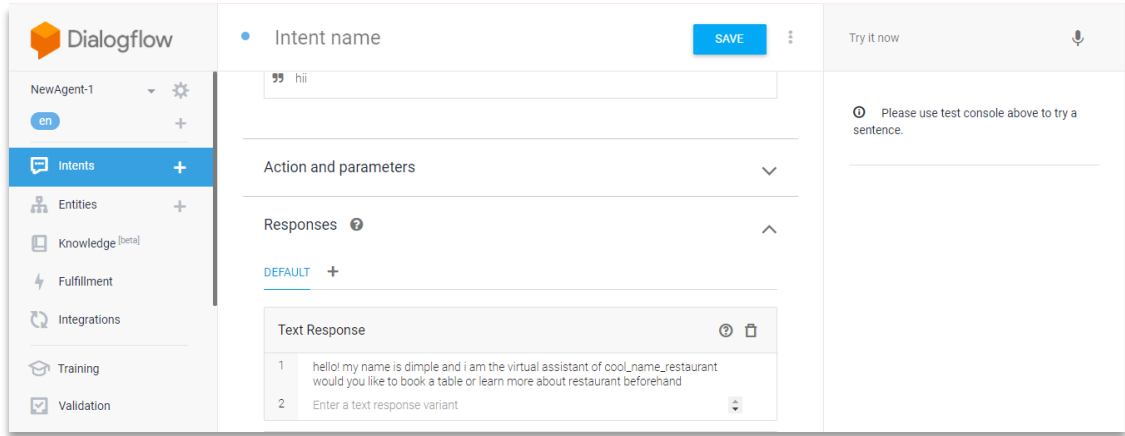 Dialogflow
Intent name
SAVE
Try it now
NewAgent-1
en
hii
Please use test console above to try a
sentence.
Intents
Entities
Knowledge [beta]
Fulfillment
Integrations
Training
Validation
Action and parameters
Responses
DEFAULT
Text Response
1 hello! my name is dimple and i am the virtual assistant of cool_name_restaurant
would you like to book a table or learn more about restaurant beforehand
2 Enter a text response variant